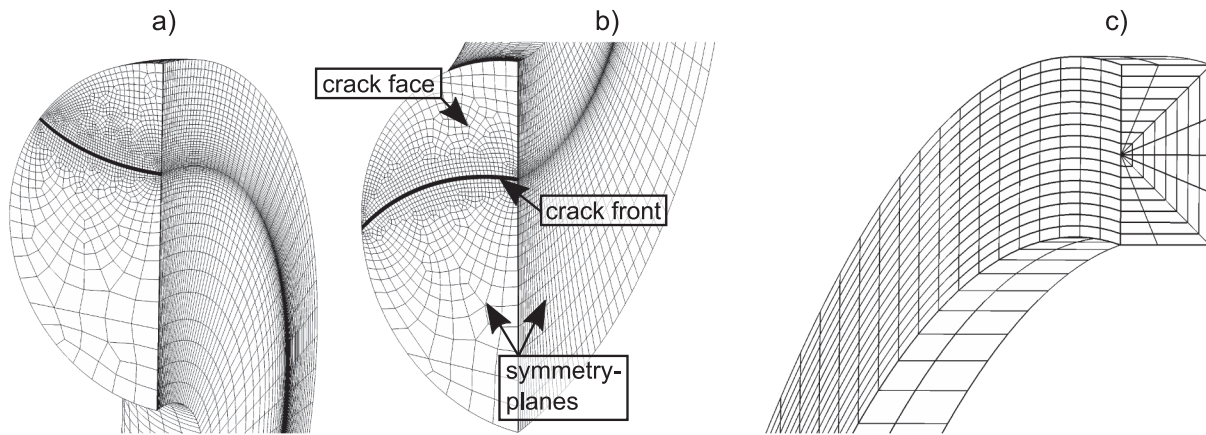 a)
b)
c)
crack face
crack front
symmetry-
planes